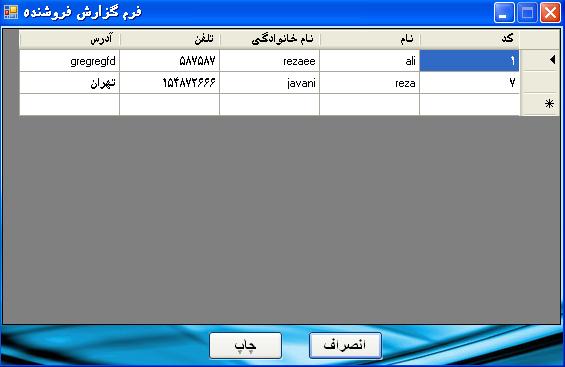 فرم گزارش فروشنده
کد نام نام خانوادگی تلفن آدرس
۱ ali rezaee ۵۸۷۵۸۷ gregregfd
۷ reza javani ۱۵۴۸۷۲۶۶۶ تهران
انصراف چاپ